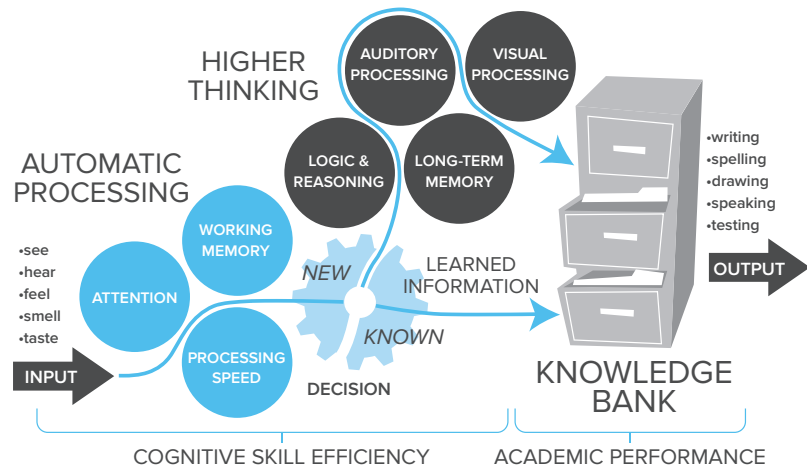 HIGHER
THINKING
AUDITORY
PROCESSING
VISUAL
PROCESSING
LOGIC &
REASONING
LONG-TERM
MEMORY
AUTOMATIC
PROCESSING
•see
•hear
•feel
•smell
•taste
INPUT
ATTENTION
WORKING
MEMORY
PROCESSING
SPEED
NEW
KNOWN
DECISION
LEARNED
INFORMATION
•writing
•spelling
•drawing
•speaking
•testing
OUTPUT
KNOWLEDGE
BANK
COGNITIVE SKILL EFFICIENCY
ACADEMIC PERFORMANCE